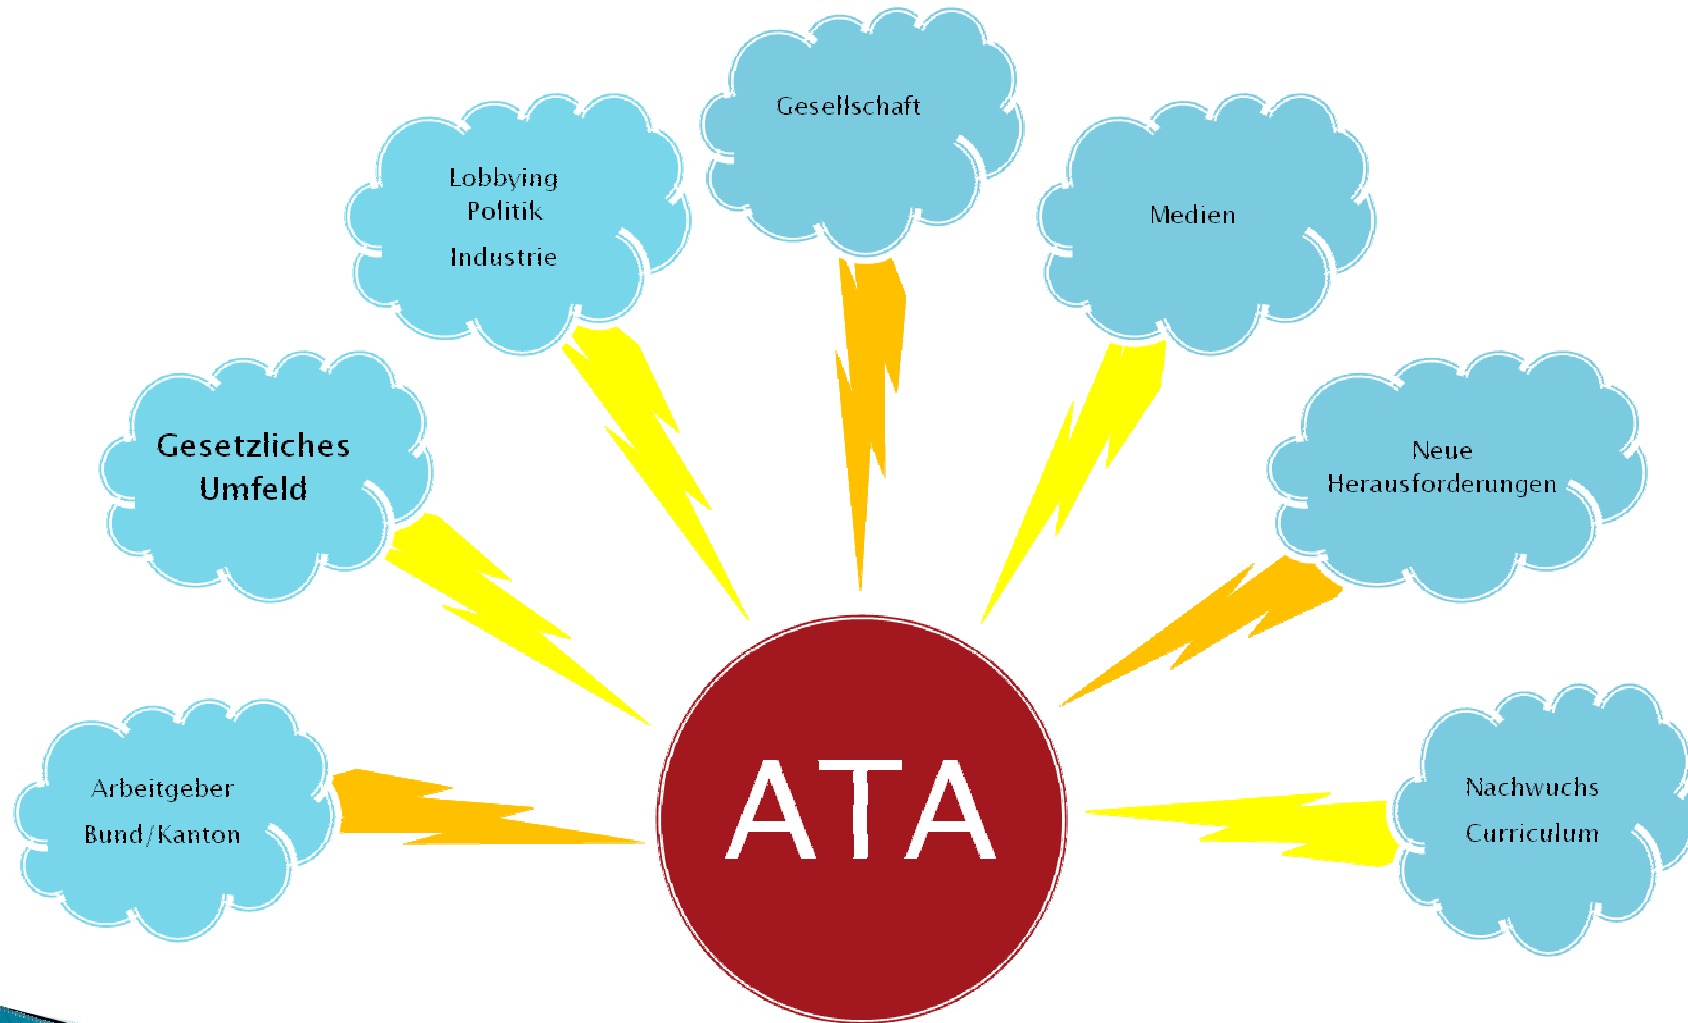 Gesellschaft
Lobbying
Politik
Industrie
Medien
Gesetzliches
Umfeld
Neue
Herausforderungen
Arbeitgeber
Bund/Kanton
Nachwuchs
Curriculum
ATA